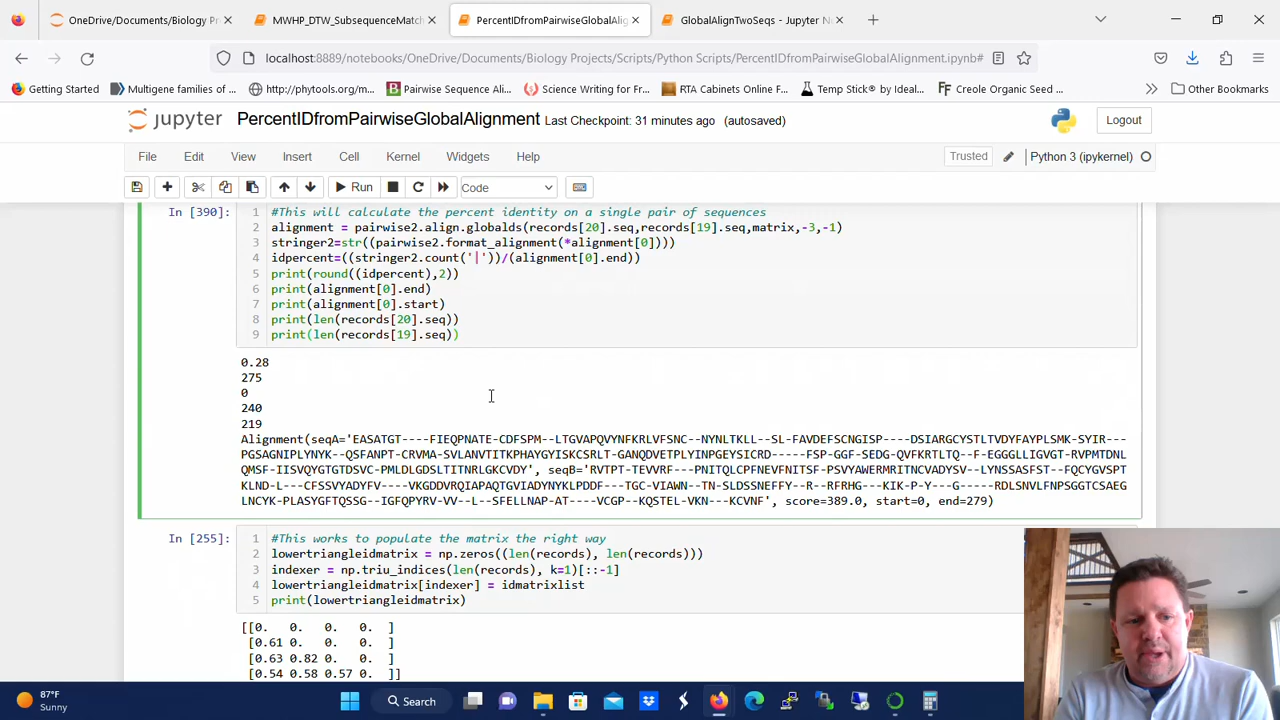 OneDrive/Documents/Biology Pr
MWHP_DTW_SubsequenceMatch
PercentIDfromPairwiseGlobalAlig
GlobalAlignTwoSeqs - Jupyter No
localhost:8889/notebooks/OneDrive/Documents/Biology Projects/Scripts/Python Scripts/PercentIDfromPairwiseGlobalAlignment.ipynb#
Getting Started
Multigene families of ...
http://phytools.org/m...
Pairwise Sequence Ali...
Science Writing for Fr...
RTA Cabinets Online F...
Temp Stick® by Ideal...
Creole Organic Seed ...
Other Bookmarks
jupyter PercentIDfromPairwiseGlobalAlignment Last Checkpoint: 31 minutes ago (autosaved)
Logout
File Edit View Insert Cell Kernel Widgets Help
Trusted
Python 3 (ipykernel)
Run
Code
In [390]:
1 #This will calculate the percent identity on a single pair of sequences
2 alignment = pairwise2.align.globalds(records[20].seq,records[19].seq,matrix,-3,-1)
3 stringer2=str((pairwise2.format_alignment(*alignment[0])))
4 idpercent=((stringer2.count('|'))/(alignment[0].end))
5 print(round((idpercent),2))
6 print(alignment[0].end)
7 print(alignment[0].start)
8 print(len(records[20].seq))
9 print(len(records[19].seq))
0.28
275
0
240
219
Alignment(seqA='EASATGT----FIEQPNATE-CDFSPM--LTGVAPQVYNFKRLVFSNC--NYNLTKLL--SL-FAVDEFSCNGISP----DSIARGCYSTLTVDYFAYPLSMK-SYIR---
PGSAGNIPLYNYK--QSFANPT-CRVMA-SVLANVTITKPHAYGYISKCSRLT-GANQDVETPLYINPGEYSICRD-----FSP-GGF-SEDG-QVFKRTLTQ--F-EGGGLLIGVGT-RVPMTDNL
QMSF-IISVQYGTGTDSVC-PMLDLGDSLTITNRLGKCVDY', seqB='RVTPT-TEVVRF---PNITQLCPFNEVFNITSF-PSVYAWERMRITNCVADYSV--LYNSSASFST--FQCYGVSPT
KLND-L---CFSSVYADYFV----VKGDDVRQIAPAQTGVIADYNYKLPDDF---TGC-VIAWN--TN-SLDSSNEFFY--R--RFRHG---KIK-P-Y---G-----RDLSNVLFNPSGGTCSAEG
LNCYK-PLASYGFTQSSG--IGFQPYRV-VV--L--SFELLNAP-AT----VCGP--KQSTEL-VKN---KCVNF', score=389.0, start=0, end=279)
In [255]:
1 #This works to populate the matrix the right way
2 lowertriangleidmatrix = np.zeros((len(records), len(records)))
3 indexer = np.triu_indices(len(records), k=1)[::-1]
4 lowertriangleidmatrix[indexer] = idmatrixlist
5 print(lowertriangleidmatrix)
[[0. 0. 0. 0. ]
[0.61 0. 0. 0. ]
[0.63 0.82 0. 0. ]
[0.54 0.58 0.57 0. ]]
87°F
Sunny
Search